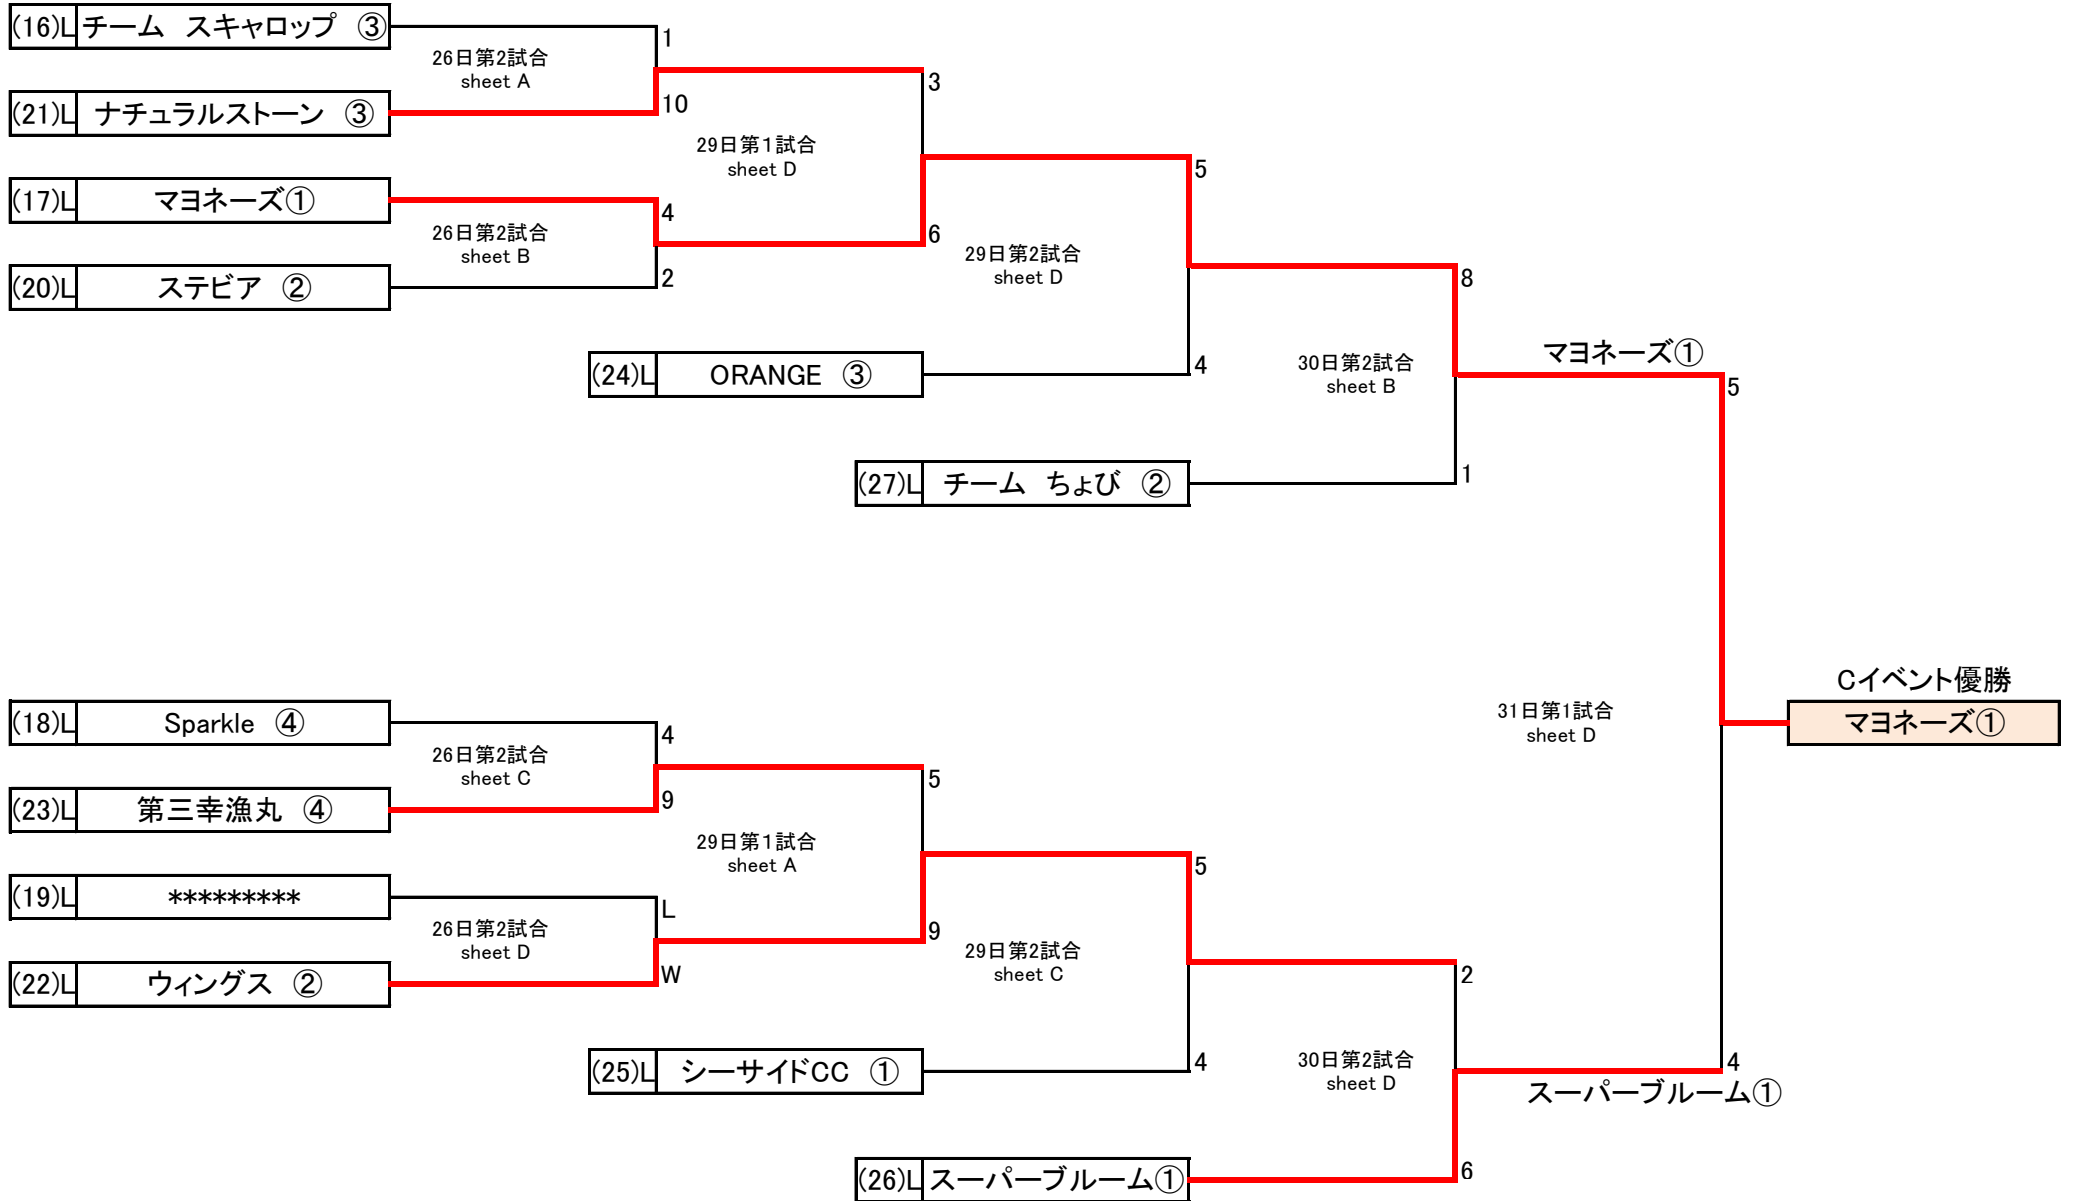 (16)L チーム　スキャロップ　③
1
26日第2試合
sheet A
3
10
(21)L ナチュラルストーン　③
29日第1試合
sheet D
5
(17)L マヨネーズ①
4
26日第2試合
sheet B
6
29日第2試合
sheet D
2
8
(20)L ステビア　②
マヨネーズ①
(24)L ORANGE　③
4
30日第2試合
sheet B
5
(27)L チーム　ちょび　②
1
Cイベント優勝
マヨネーズ①
31日第1試合
sheet D
(18)L Sparkle　④
4
26日第2試合
sheet C
5
9
(23)L 第三幸漁丸　④
29日第1試合
sheet A
5
(19)L *********
L
26日第2試合
sheet D
9
29日第2試合
sheet C
W
2
(22)L ウィングス　②
(25)L シーサイドCC　①
4
30日第2試合
sheet D
4
スーパーブルーム①
(26)L スーパーブルーム①
6